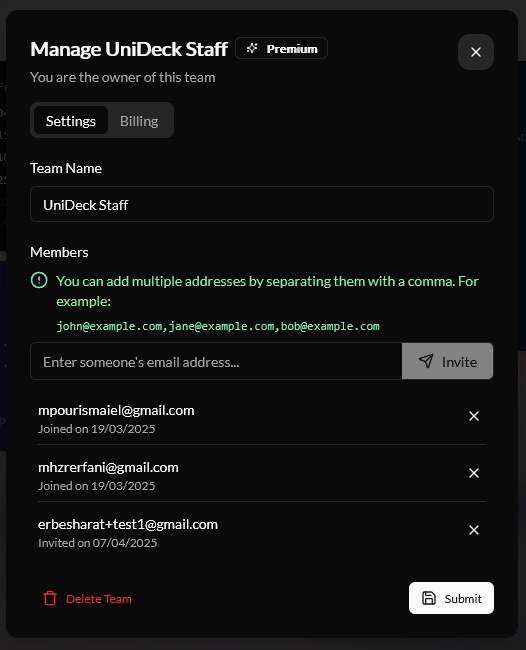 Manage UniDeck Staff Premium
You are the owner of this team
Settings Billing
Team Name
UniDeck Staff
Members
You can add multiple addresses by separating them with a comma. For
example:
john@example.com,jane@example.com,bob@example.com
Enter someone's email address... Invite
mpourismaiel@gmail.com
Joined on 19/03/2025
mhzrerfani@gmail.com
Joined on 19/03/2025
erbesharat+test1@gmail.com
Invited on 07/04/2025
Delete Team Submit